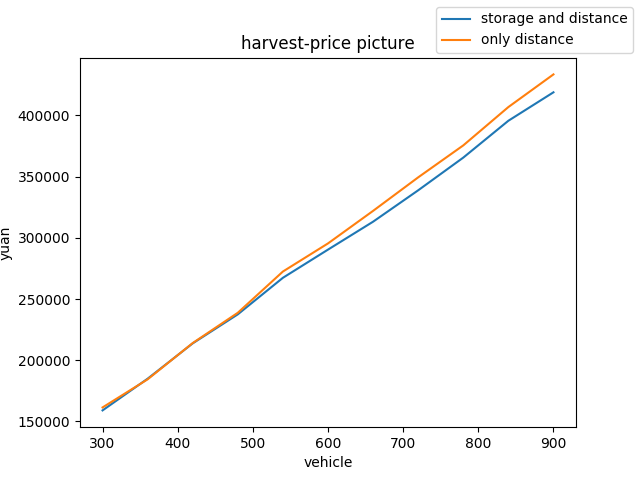 storage and distance
only distance
harvest-price picture
400000
350000
300000
250000
200000
150000
yuan
300 400 500 600 700 800 900
vehicle